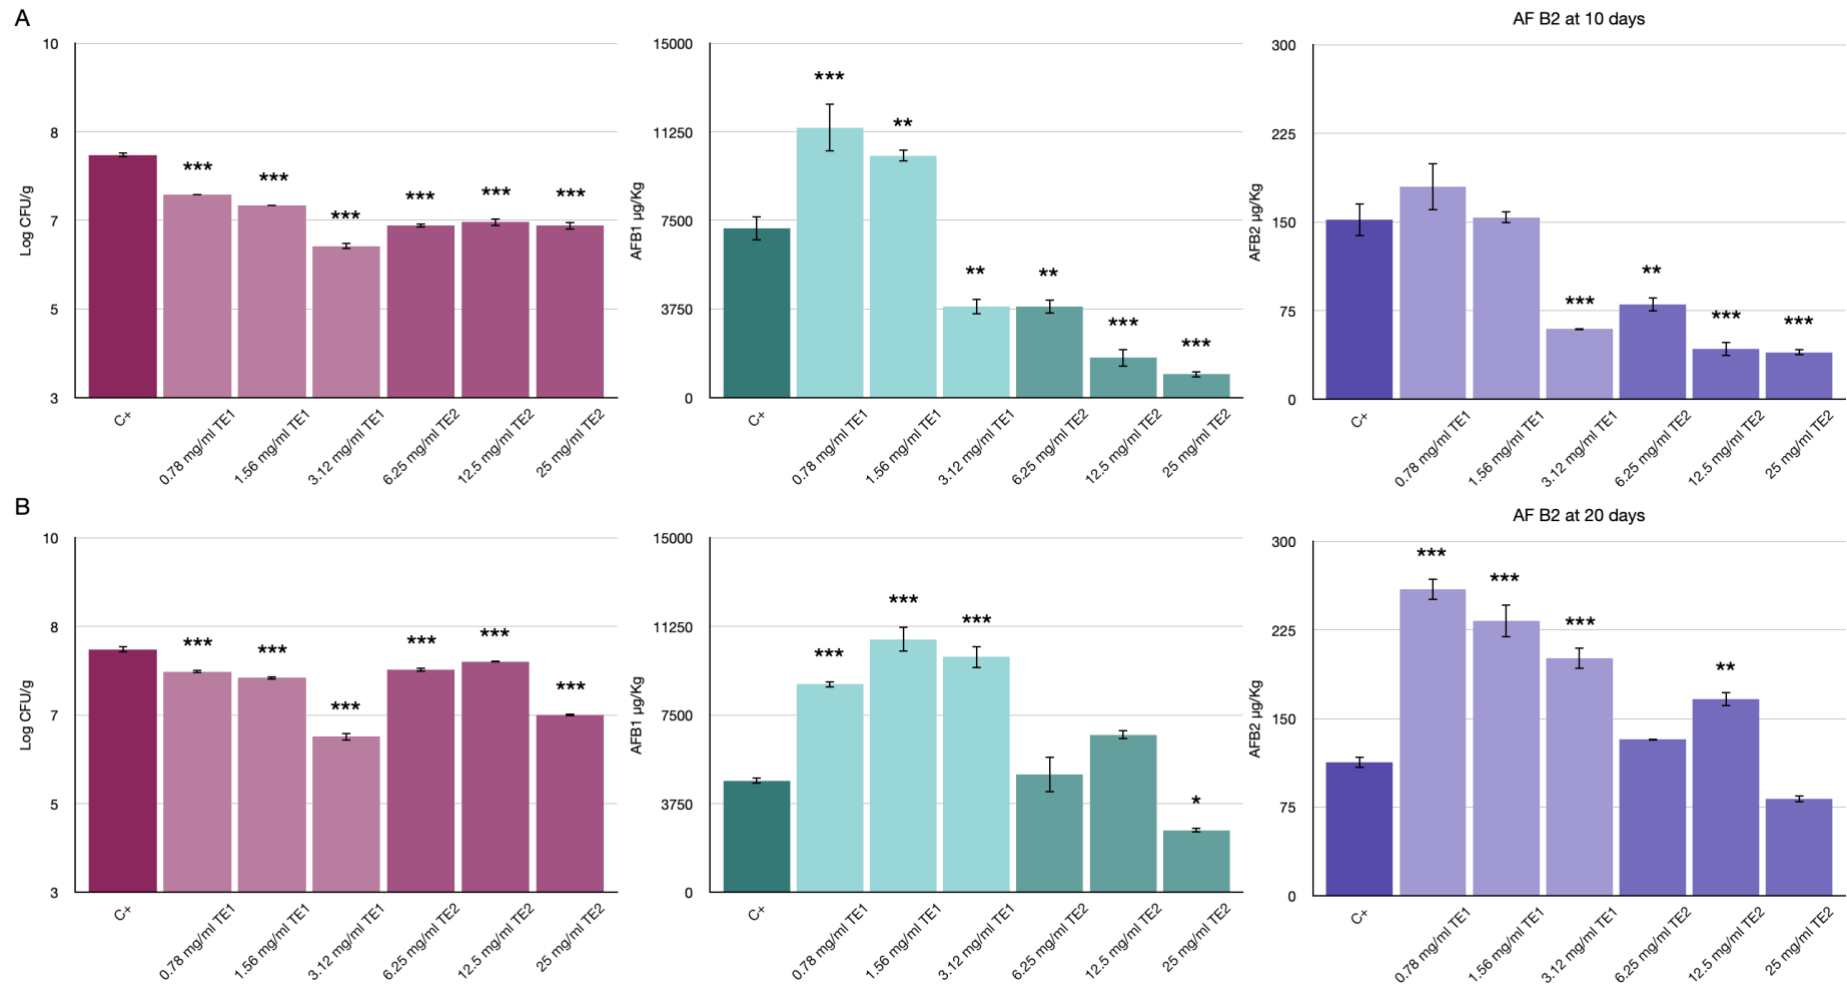 A
AF B2 at 10 days
10
8
7
5
3
Log CFU/g
***
***
***
***
***
***
C+
0.78 mg/ml TE1
1.56 mg/ml TE1
3.12 mg/ml TE1
6.25 mg/ml TE2
12.5 mg/ml TE2
25 mg/ml TE2
15000
11250
7500
3750
0
AFB1 µg/Kg
***
**
**
**
***
***
C+
0.78 mg/ml TE1
1.56 mg/ml TE1
3.12 mg/ml TE1
6.25 mg/ml TE2
12.5 mg/ml TE2
25 mg/ml TE2
300
225
150
75
0
AFB2 µg/Kg
***
**
***
***
C+
0.78 mg/ml TE1
1.56 mg/ml TE1
3.12 mg/ml TE1
6.25 mg/ml TE2
12.5 mg/ml TE2
25 mg/ml TE2
B
AF B2 at 20 days
10
8
7
5
3
Log CFU/g
***
***
***
***
***
***
C+
0.78 mg/ml TE1
1.56 mg/ml TE1
3.12 mg/ml TE1
6.25 mg/ml TE2
12.5 mg/ml TE2
25 mg/ml TE2
15000
11250
7500
3750
0
AFB1 µg/Kg
***
***
***
*
C+
0.78 mg/ml TE1
1.56 mg/ml TE1
3.12 mg/ml TE1
6.25 mg/ml TE2
12.5 mg/ml TE2
25 mg/ml TE2
300
225
150
75
0
AFB2 µg/Kg
***
***
***
**
C+
0.78 mg/ml TE1
1.56 mg/ml TE1
3.12 mg/ml TE1
6.25 mg/ml TE2
12.5 mg/ml TE2
25 mg/ml TE2